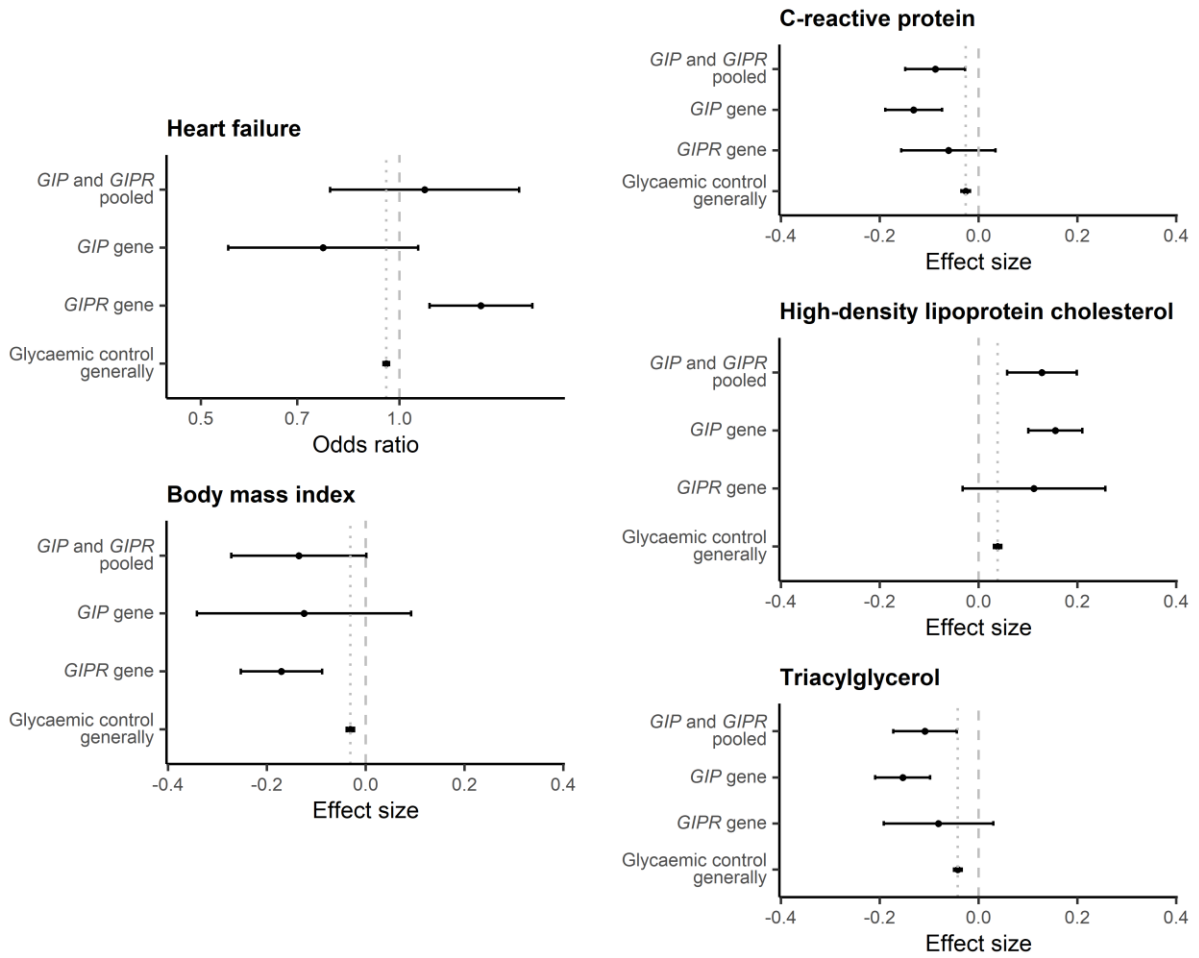 Heart failure
GIP and GIPR
pooled
GIP gene
GIPR gene
Glycaemic control
generally
0.5 0.7 1.0
Odds ratio
Body mass index
GIP and GIPR
pooled
GIP gene
GIPR gene
Glycaemic control
generally
-0.4 -0.2 0.0 0.2 0.4
Effect size
C-reactive protein
GIP and GIPR
pooled
GIP gene
GIPR gene
Glycaemic control
generally
-0.4 -0.2 0.0 0.2 0.4
Effect size
High-density lipoprotein cholesterol
GIP and GIPR
pooled
GIP gene
GIPR gene
Glycaemic control
generally
-0.4 -0.2 0.0 0.2 0.4
Effect size
Triacylglycerol
GIP and GIPR
pooled
GIP gene
GIPR gene
Glycaemic control
generally
-0.4 -0.2 0.0 0.2 0.4
Effect size